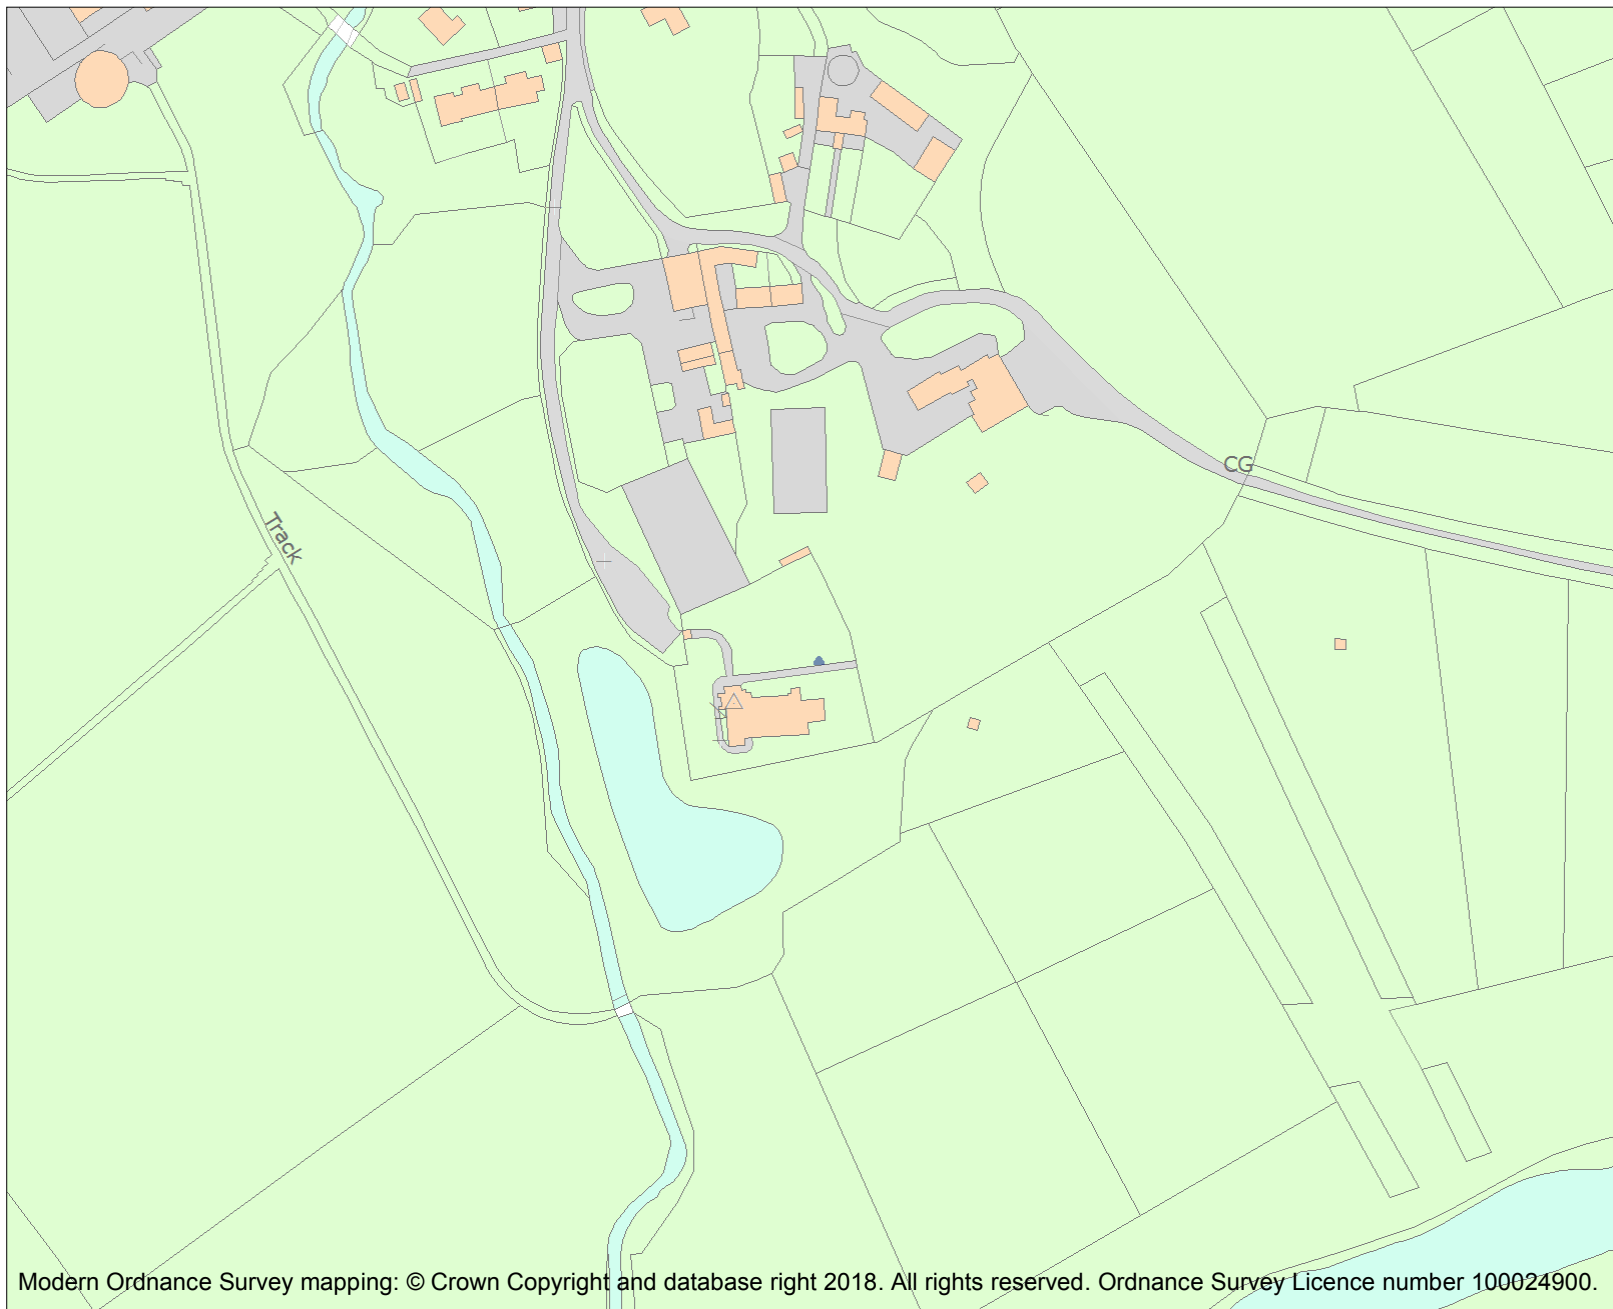 CG
Track
Modern Ordnance Survey mapping: © Crown Copyright and database right 2018. All rights reserved. Ordnance Survey Licence number 100024900.